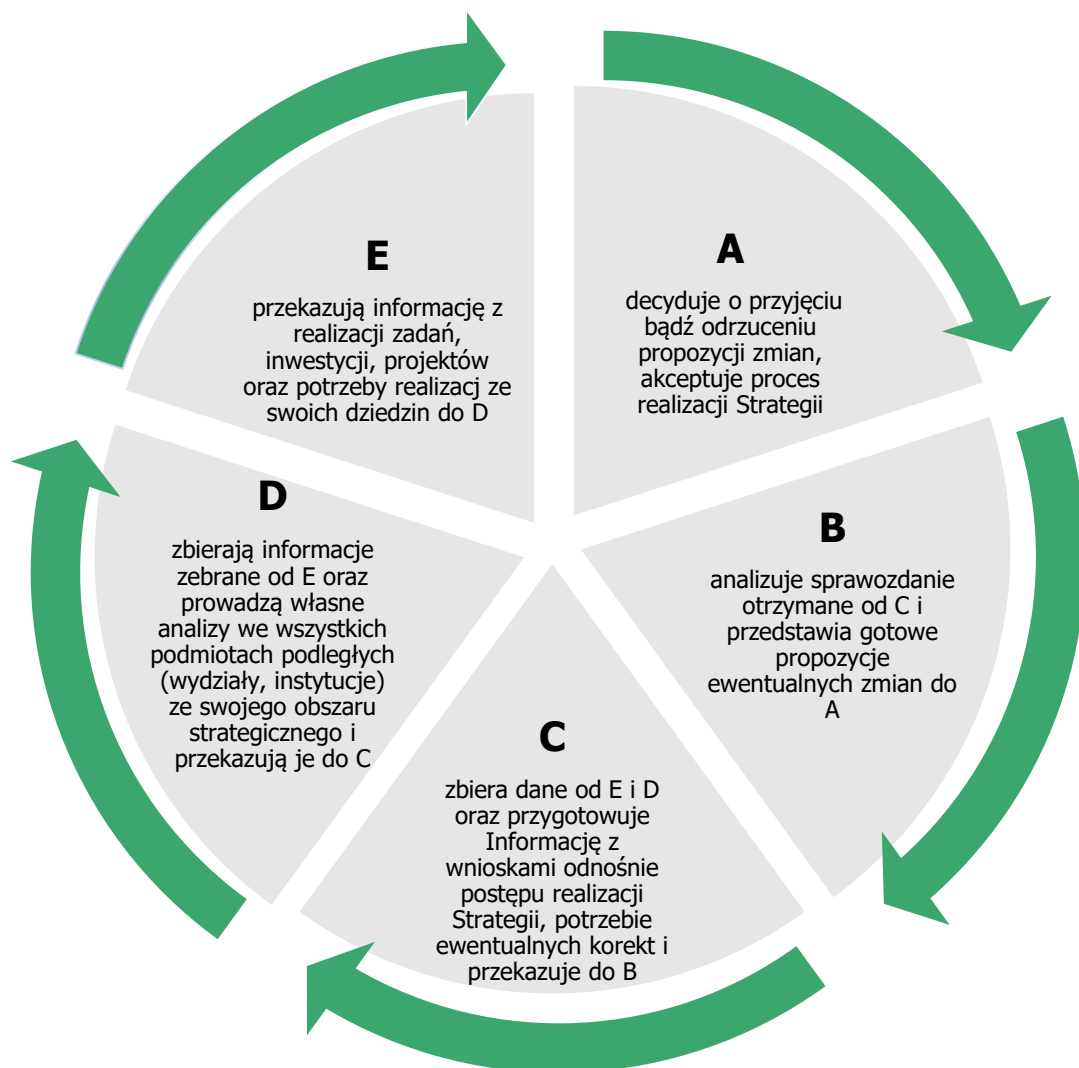 A
decyduje o przyjęciu
bądź odrzuceniu
propozycji zmian,
akceptuje proces
realizacji Strategii
B
analizuje sprawozdanie
otrzymane od C i
przedstawia gotowe
propozycje
ewentualnych zmian do
A
C
zbiera dane od E i D
oraz przygotowuje
Informację z
wnioskami odnośnie
postępu realizacji
Strategii, potrzebie
ewentualnych korekt i
przekazuje do B
D
zbierają informacje
zebrane od E oraz
prowadzą własne
analizy we wszystkich
podmiotach podległych
(wydziały, instytucje)
ze swojego obszaru
strategicznego i
przekazują je do C
E
przekazują informację z
realizacji zadań,
inwestycji, projektów
oraz potrzeby realizacj ze
swoich dziedzin do D